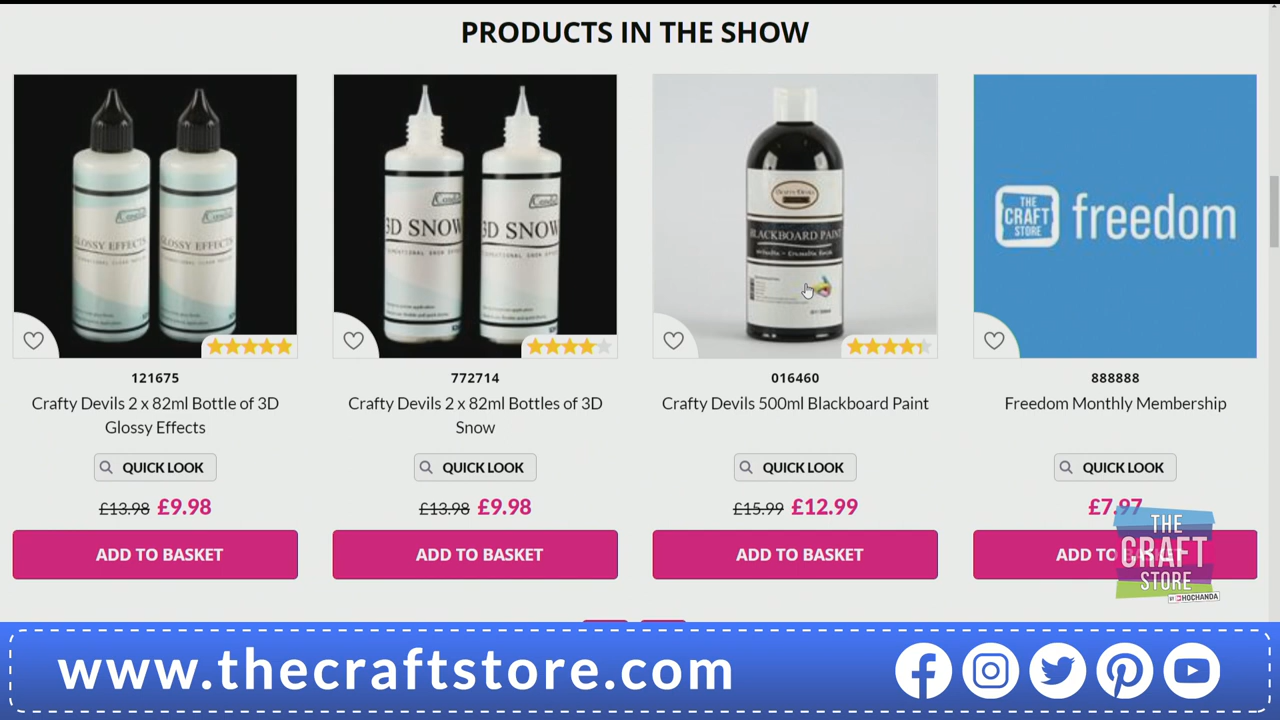 PRODUCTS IN THE SHOW
GLOSSY EFFECTS
GLOSSY EFFECTS
3D SNOW
3D SNOW
BLACKBOARD PAINT
THE
CRAFT
STORE
freedom
121675
772714
016460
888888
Crafty Devils 2 x 82ml Bottle of 3D
Glossy Effects
Crafty Devils 2 x 82ml Bottles of 3D
Snow
Crafty Devils 500ml Blackboard Paint
Freedom Monthly Membership
QUICK LOOK
QUICK LOOK
QUICK LOOK
QUICK LOOK
£13.98 £9.98
£13.98 £9.98
£15.99 £12.99
£7.97
ADD TO BASKET
ADD TO BASKET
ADD TO BASKET
ADD TO
THE
CRAFT
STORE
BY HOCHANDA
www.thecraftstore.com